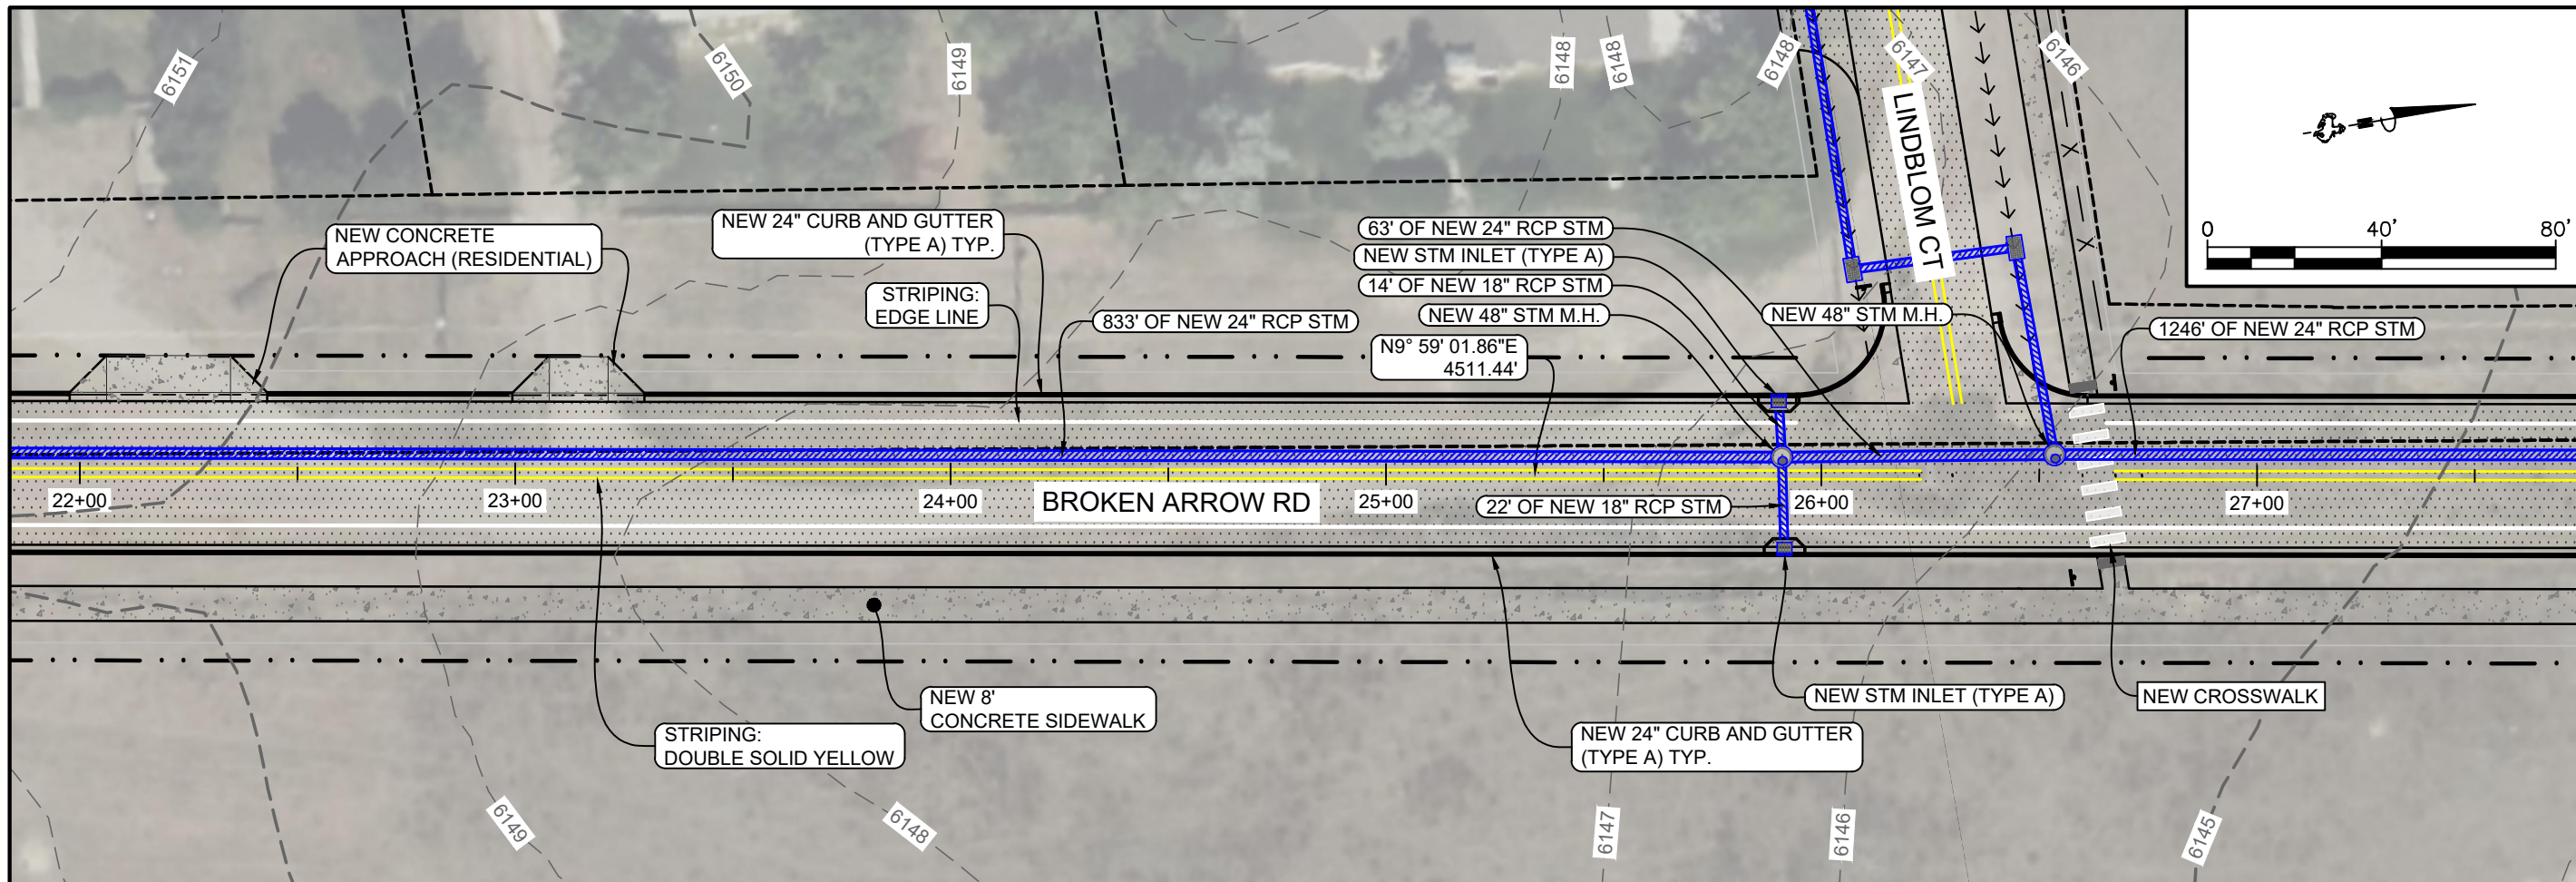 6151
6150
6149
6148
6148
6148
6147
6146
LINDBLOM CT
0
40'
80'
NEW CONCRETE
APPROACH (RESIDENTIAL)
NEW 24" CURB AND GUTTER
(TYPE A) TYP.
STRIPING:
EDGE LINE
833' OF NEW 24" RCP STM
63' OF NEW 24" RCP STM
NEW STM INLET (TYPE A)
14' OF NEW 18" RCP STM
NEW 48" STM M.H.
N9° 59' 01.86"E
4511.44'
NEW 48" STM M.H.
1246' OF NEW 24" RCP STM
22+00
23+00
24+00
BROKEN ARROW RD
25+00
22' OF NEW 18" RCP STM
26+00
27+00
STRIPING:
DOUBLE SOLID YELLOW
NEW 8'
CONCRETE SIDEWALK
NEW 24" CURB AND GUTTER
(TYPE A) TYP.
NEW STM INLET (TYPE A)
NEW CROSSWALK
6149
6148
6147
6146
6145